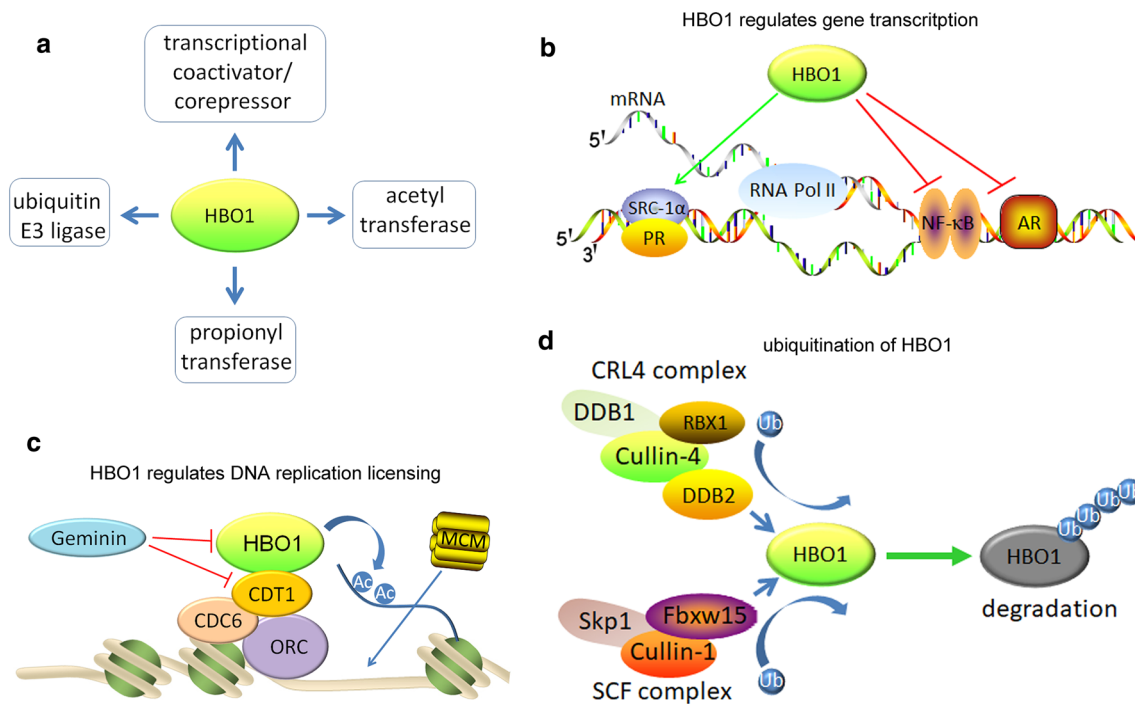 a
transcriptional
coactivator/
corepressor
ubiquitin
E3 ligase
HBO1
acetyl
transferase
propionyl
transferase
HBO1 regulates gene transcritption
b
HBO1
mRNA
5'
RNA Pol II
SRC-1α
PR
NF-κB
AR
5'
3'
c
HBO1 regulates DNA replication licensing
Geminin
HBO1
MCM
Ac
Ac
CDT1
CDC6
ORC
d
ubiquitination of HBO1
CRL4 complex
DDB1
RBX1
Ub
Cullin-4
DDB2
HBO1
HBO1
Ub
Ub
Ub
Ub
degradation
Skp1
Fbxw15
Cullin-1
Ub
SCF complex